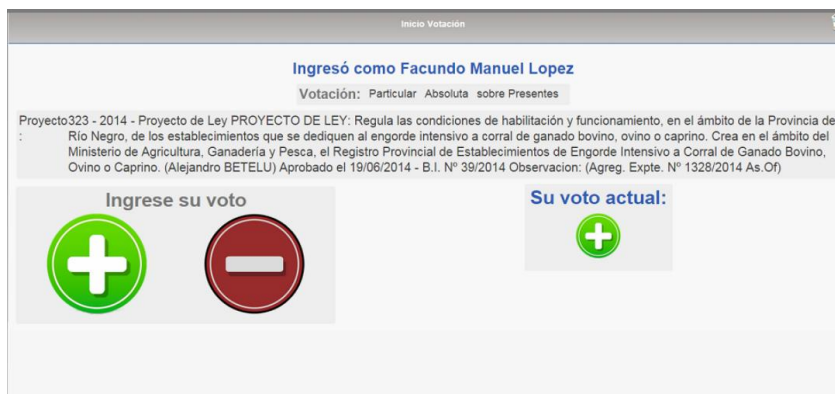 Inicio Votación
Ingresó como Facundo Manuel Lopez
Votación: Particular Absoluta sobre Presentes
Proyecto 323 - 2014 - Proyecto de Ley PROYECTO DE LEY: Regula las condiciones de habilitación y funcionamiento, en el ámbito de la Provincia de
: Río Negro, de los establecimientos que se dediquen al engorde intensivo a corral de ganado bovino, ovino o caprino. Crea en el ámbito del
Ministerio de Agricultura, Ganadería y Pesca, el Registro Provincial de Establecimientos de Engorde Intensivo a Corral de Ganado Bovino,
Ovino o Caprino. (Alejandro BETELU) Aprobado el 19/06/2014 - B.I. Nº 39/2014 Observacion: (Agreg. Expte. Nº 1328/2014 As.Of)
Ingrese su voto
Su voto actual: